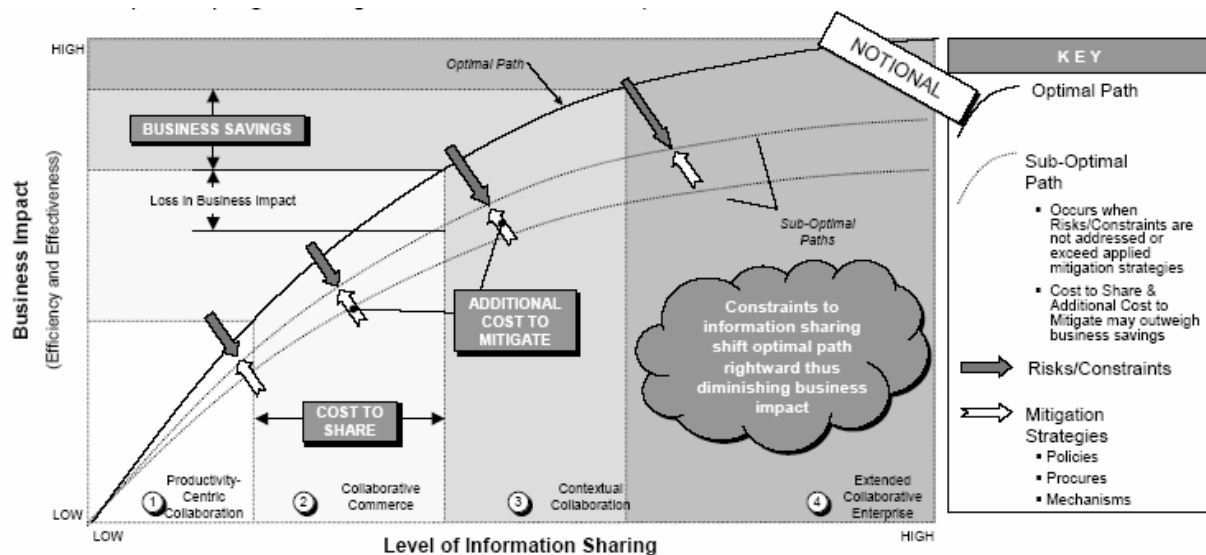 HIGH
Optimal Path
NOTIONAL
BUSINESS SAVINGS
Loss in Business Impact
Business Impact
(Efficiency and Effectiveness)
ADDITIONAL
COST TO
MITIGATE
Sub-Optimal
Paths
Constraints to
information sharing
shift optimal path
rightward thus
diminishing business
impact
COST TO
SHARE
1
Productivity-
Centric
Collaboration
2
Collaborative
Commerce
3
Contextual
Collaboration
4
Extended
Collaborative
Enterprise
LOW
LOW
Level of Information Sharing
HIGH
KEY
Optimal Path
Sub-Optimal
Path
▪ Occurs when
Risks/Constraints are
not addressed or
exceed applied
mitigation strategies
▪ Cost to Share &
Additional Cost to
Mitigate may outweigh
business savings
Risks/Constraints
Mitigation
Strategies
▪ Policies
▪ Procures
▪ Mechanisms